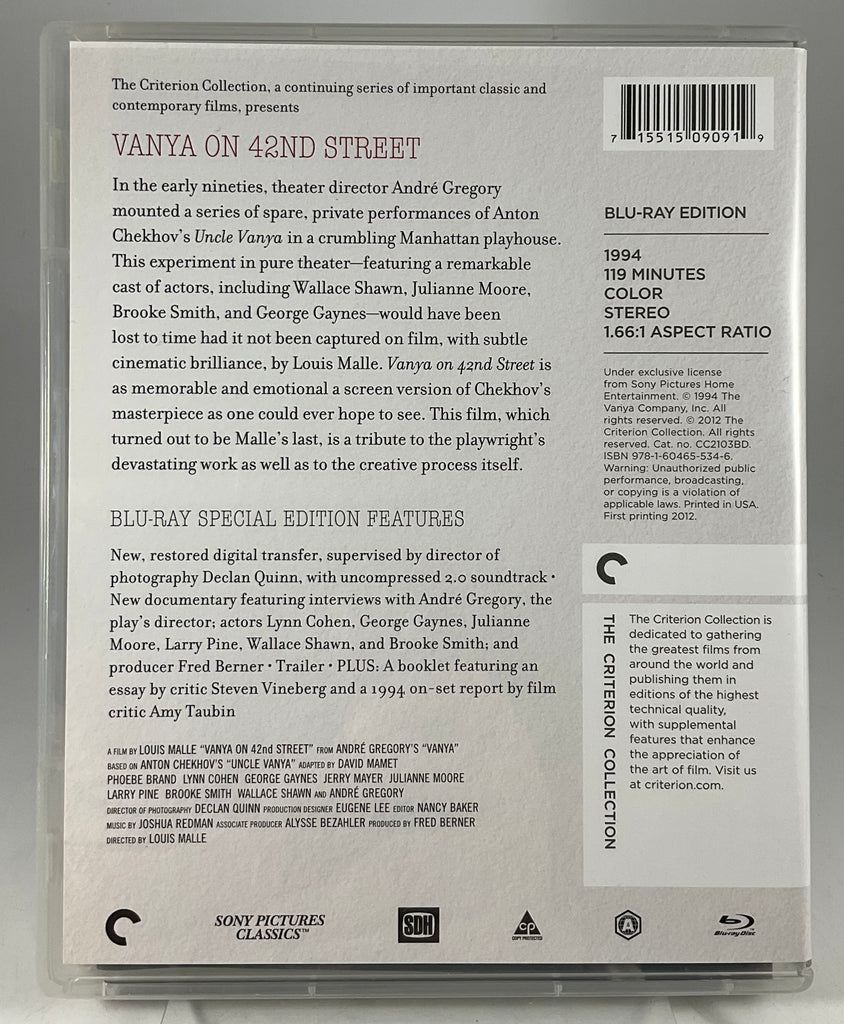 The Criterion Collection, a continuing series of important classic and
contemporary films, presents
VANYA ON 42ND STREET
In the early nineties, theater director André Gregory
mounted a series of spare, private performances of Anton
Chekhov's Uncle Vanya in a crumbling Manhattan playhouse.
This experiment in pure theater—featuring a remarkable
cast of actors, including Wallace Shawn, Julianne Moore,
Brooke Smith, and George Gaynes—would have been
lost to time had it not been captured on film, with subtle
cinematic brilliance, by Louis Malle. Vanya on 42nd Street is
as memorable and emotional a screen version of Chekhov's
masterpiece as one could ever hope to see. This film, which
turned out to be Malle's last, is a tribute to the playwright's
devastating work as well as to the creative process itself.
BLU-RAY SPECIAL EDITION FEATURES
New, restored digital transfer, supervised by director of
photography Declan Quinn, with uncompressed 2.0 soundtrack •
New documentary featuring interviews with André Gregory, the
play's director; actors Lynn Cohen, George Gaynes, Julianne
Moore, Larry Pine, Wallace Shawn, and Brooke Smith; and
producer Fred Berner • Trailer • PLUS: A booklet featuring an
essay by critic Steven Vineberg and a 1994 on-set report by film
critic Amy Taubin
A FILM BY LOUIS MALLE "VANYA ON 42nd STREET" FROM ANDRÉ GREGORY'S "VANYA"
BASED ON ANTON CHEKHOV'S "UNCLE VANYA" ADAPTED BY DAVID MAMET
PHOEBE BRAND LYNN COHEN GEORGE GAYNES JERRY MAYER JULIANNE MOORE
LARRY PINE BROOKE SMITH WALLACE SHAWN AND ANDRÉ GREGORY
DIRECTOR OF PHOTOGRAPHY DECLAN QUINN PRODUCTION DESIGNER EUGENE LEE EDITOR NANCY BAKER
MUSIC BY JOSHUA REDMAN ASSOCIATE PRODUCER ALYSSE BEZAHLER PRODUCED BY FRED BERNER
DIRECTED BY LOUIS MALLE
7 15515 09091 9
BLU-RAY EDITION
1994
119 MINUTES
COLOR
STEREO
1.66:1 ASPECT RATIO
Under exclusive license
from Sony Pictures Home
Entertainment. © 1994 The
Vanya Company, Inc. All
rights reserved. © 2012 The
Criterion Collection. All rights
reserved. Cat. no. CC2103BD.
ISBN 978-1-60465-534-6.
Warning: Unauthorized public
performance, broadcasting,
or copying is a violation of
applicable laws. Printed in USA.
First printing 2012.
THE CRITERION COLLECTION
The Criterion Collection is
dedicated to gathering
the greatest films from
around the world and
publishing them in
editions of the highest
technical quality,
with supplemental
features that enhance
the appreciation of
the art of film. Visit us
at criterion.com.
SONY PICTURES
CLASSICS™
SDH
CP
COPY PROTECTED
A
Blu-ray Disc